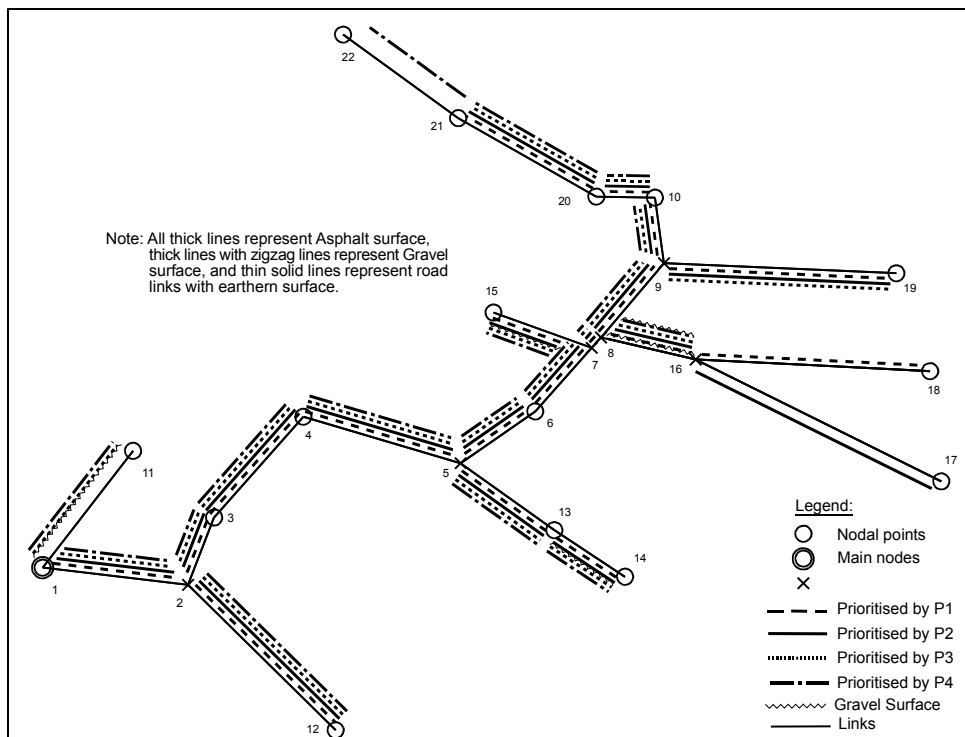 22
21
20
10
Note: All thick lines represent Asphalt surface,
thick lines with zigzag lines represent Gravel
surface, and thin solid lines represent road
links with earthern surface.
9
19
15
8
7
16
18
4
6
17
11
5
3
13
14
1
2
12
Legend:
Nodal points
Main nodes
Prioritised by P1
Prioritised by P2
Prioritised by P3
Prioritised by P4
Gravel Surface
Links